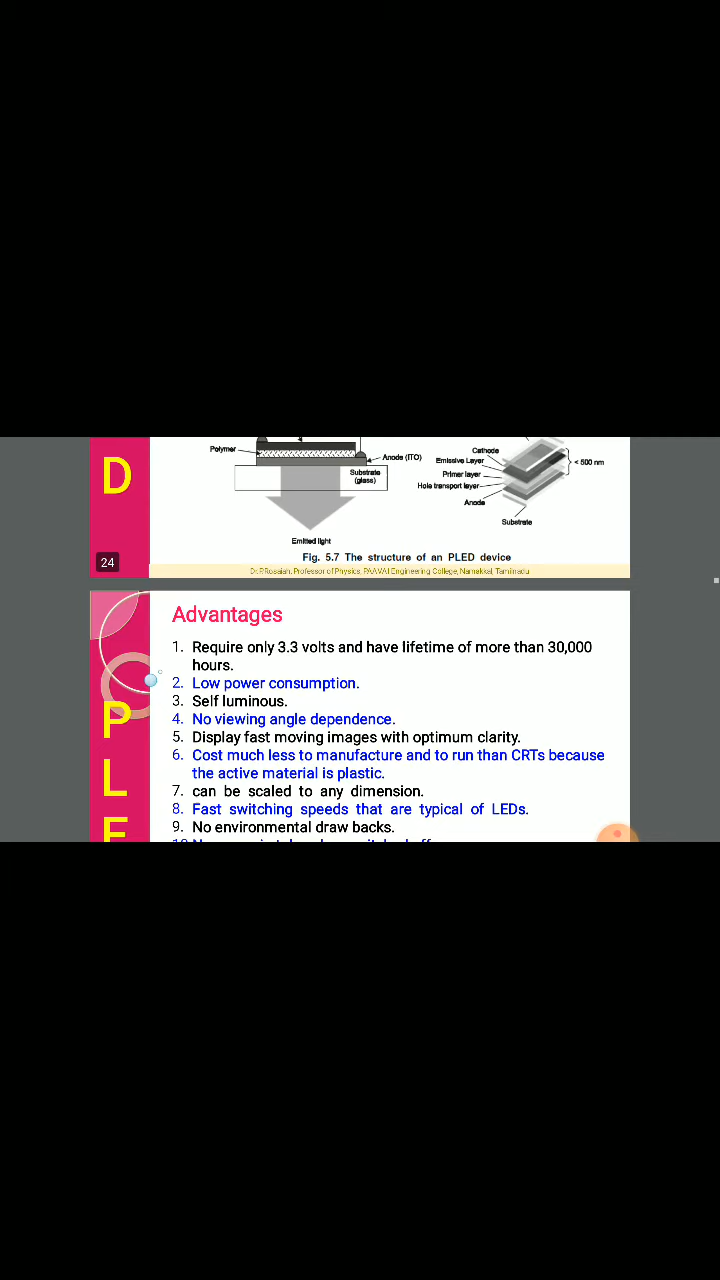 D
Polymer
Anode (ITO)
Substrate
(glass)
Emitted light
Cathode
Emissive Layer
Primer layer
Hole transport layer
Anode
< 500 nm
Substrate
Fig. 5.7 The structure of an PLED device
24
Dr.P.Rosaiah, Professor of Physics, PAAVAI Engineering College, Namakkal, Tamilnadu
Advantages
1. Require only 3.3 volts and have lifetime of more than 30,000
hours.
2. Low power consumption.
3. Self luminous.
4. No viewing angle dependence.
5. Display fast moving images with optimum clarity.
6. Cost much less to manufacture and to run than CRTs because
the active material is plastic.
7. can be scaled to any dimension.
8. Fast switching speeds that are typical of LEDs.
9. No environmental draw backs.
P
L
E